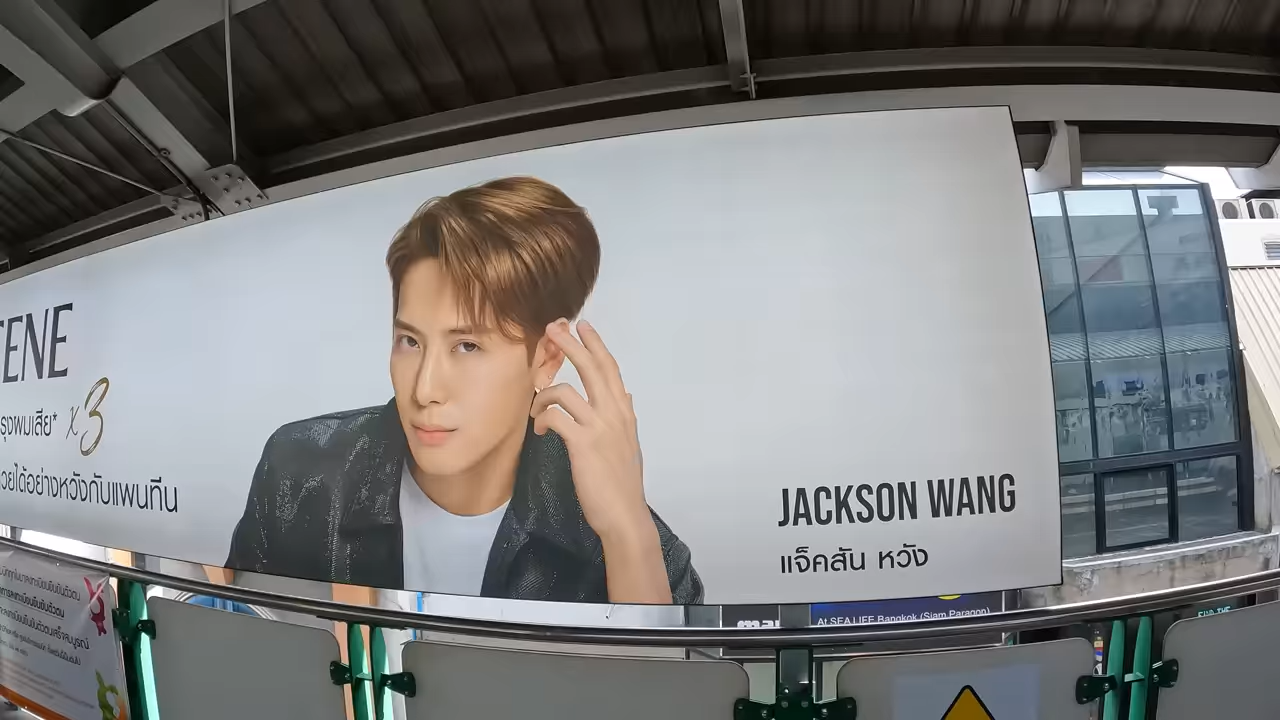 ENE
รุงผมเสีย* x3
วยได้อย่างหวังกับแพนทีน
JACKSON WANG
แจ็คสัน หวัง
At SEA LIFE Bangkok (Siam Paragon)